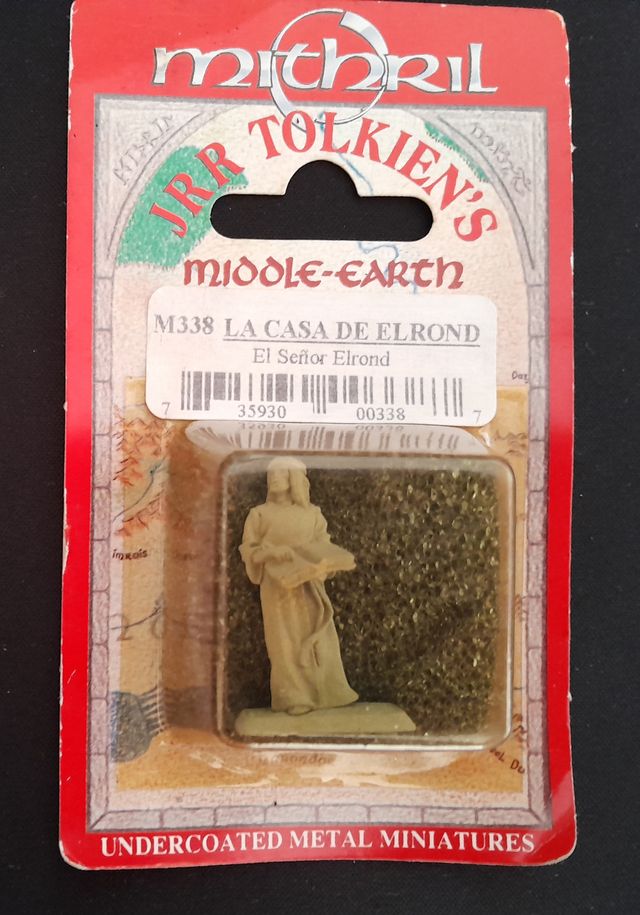 mithril
JRR TOLKIEN'S
MIDDLE-EARTH
M338 LA CASA DE ELROND
El Señor Elrond
7 35930 00338 7
imrais
UNDERCOATED METAL MINIATURES